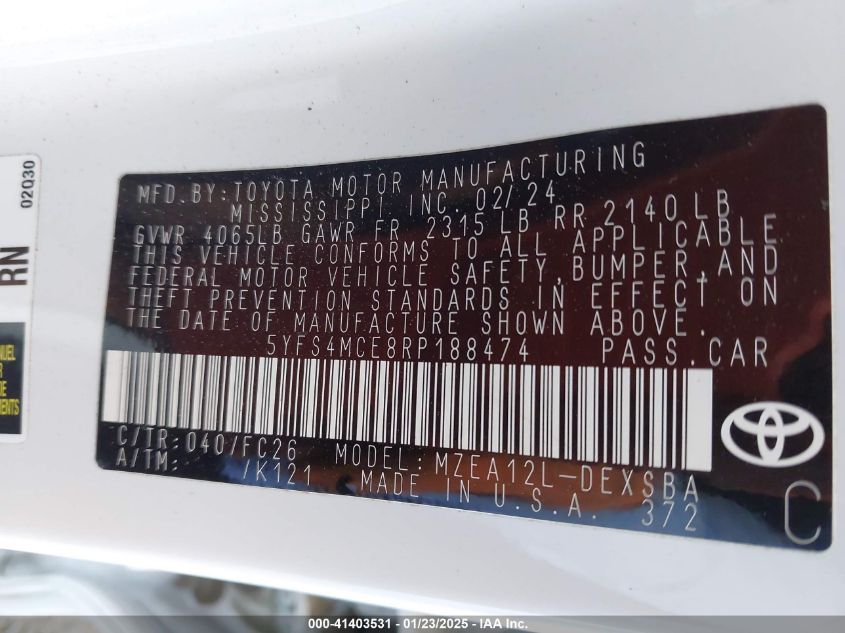 MFD. BY: TOYOTA MOTOR MANUFACTURING
MISSISSIPPI INC. 02/24
GVWR 4065LB GAWR FR 2315 LB RR 2140 LB
THIS VEHICLE CONFORMS TO ALL APPLICABLE
FEDERAL MOTOR VEHICLE SAFETY, BUMPER, AND
THEFT PREVENTION STANDARDS IN EFFECT ON
THE DATE OF MANUFACTURE SHOWN ABOVE.
5YFS4MCE8RP188474 PASS. CAR
C/TR: 040/FC26 MODEL: MZEA12L-DEXSBA
A/TM: /K121 MADE IN U.S.A. 372
C
02Q30
RN
000-41403531 - 01/23/2025 - IAA Inc.